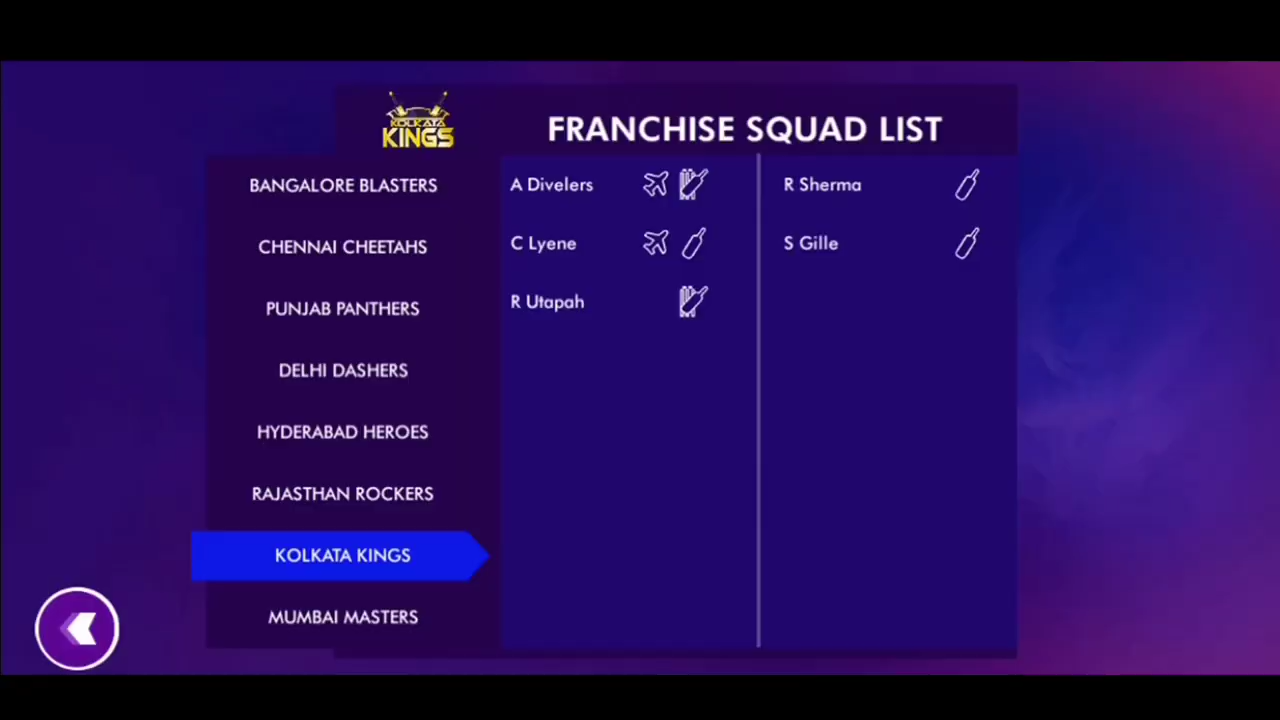 KOLKATA
KINGS
FRANCHISE SQUAD LIST
BANGALORE BLASTERS
CHENNAI CHEETAHS
PUNJAB PANTHERS
DELHI DASHERS
HYDERABAD HEROES
RAJASTHAN ROCKERS
KOLKATA KINGS
MUMBAI MASTERS
A Divelers
C Lyene
R Utapah
R Sherma
S Gille